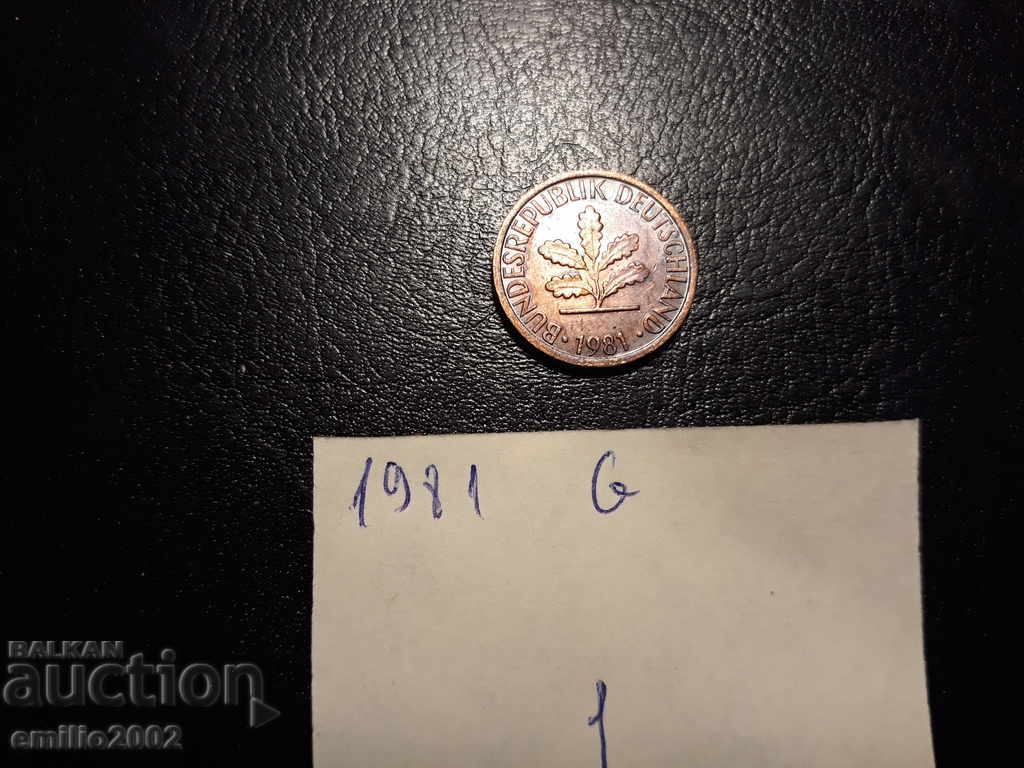 BUNDESREPUBLIK DEUTSCHLAND
1981
1981 G
1
BALKAN
auction
emilio2002